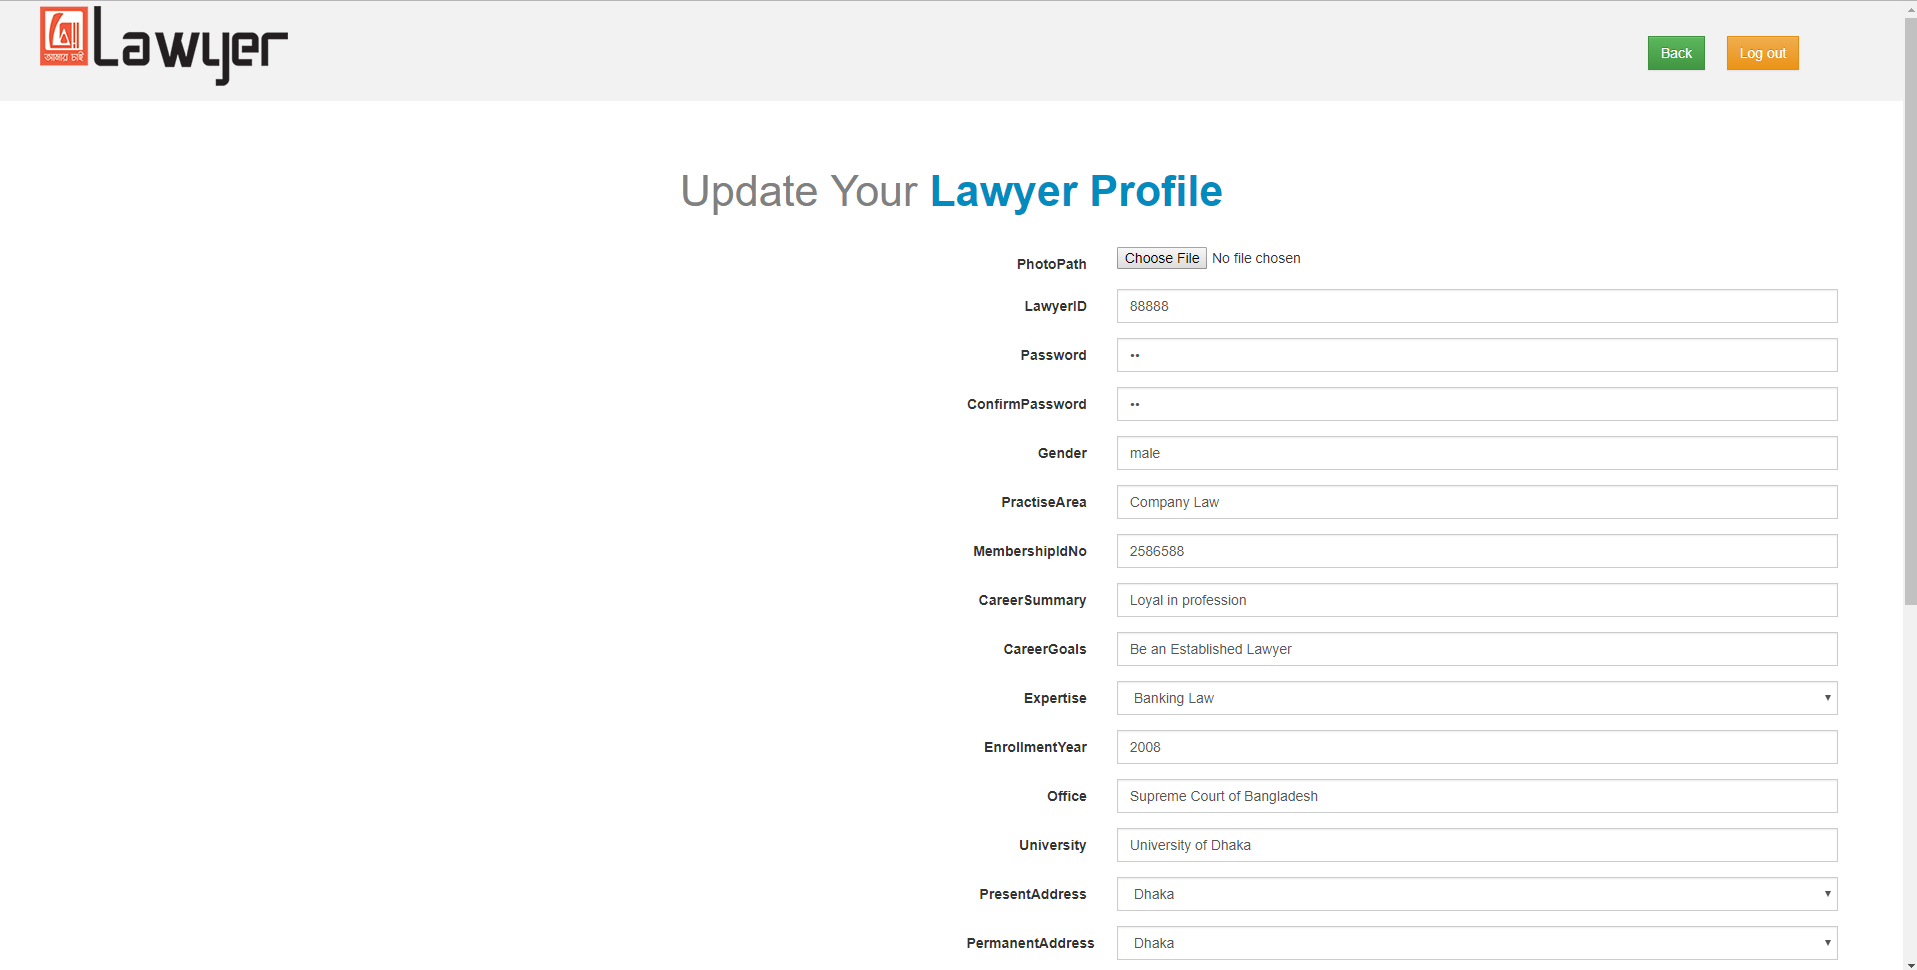 আমার চাই
Lawyer
Back
Log out
Update Your Lawyer Profile
PhotoPath
Choose File No file chosen
LawyerID
88888
Password
••
ConfirmPassword
••
Gender
male
PractiseArea
Company Law
MembershipIdNo
2586588
CareerSummary
Loyal in profession
CareerGoals
Be an Established Lawyer
Expertise
Banking Law
EnrollmentYear
2008
Office
Supreme Court of Bangladesh
University
University of Dhaka
PresentAddress
Dhaka
PermanentAddress
Dhaka